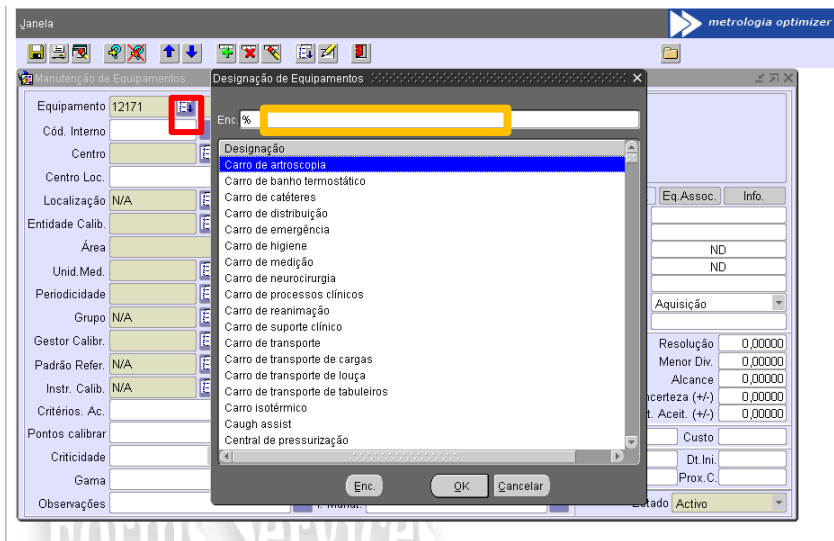 Janela
metrologia optimizer
Manutenção de Equipamentos
Designação de Equipamentos
Equipamento 12171
Cód. Interno
Centro
Centro Loc.
Localização N/A
Entidade Calib.
Área
Unid.Med.
Periodicidade
Grupo N/A
Gestor Calibr.
Padrão Refer. N/A
Instr. Calib. N/A
Critérios. Ac.
Pontos calibrar
Criticidade
Gama
Observações
Enc. %
Designação
Carro de artroscopia
Carro de banho termostático
Carro de catéteres
Carro de distribuição
Carro de emergência
Carro de higiene
Carro de medição
Carro de neurocirurgia
Carro de processos clínicos
Carro de reanimação
Carro de suporte clínico
Carro de transporte
Carro de transporte de cargas
Carro de transporte de louça
Carro de transporte de tabuleiros
Carro isotérmico
Caugh assist
Central de pressurização
Enc. OK Cancelar
Eq.Assoc. Info.
ND
ND
Aquisição
Resolução 0,00000
Menor Div. 0,00000
Alcance 0,00000
ncerteza (+/-) 0,00000
t. Aceit. (+/-) 0,00000
Custo
Dt.Ini.
Prox.C.
Activo